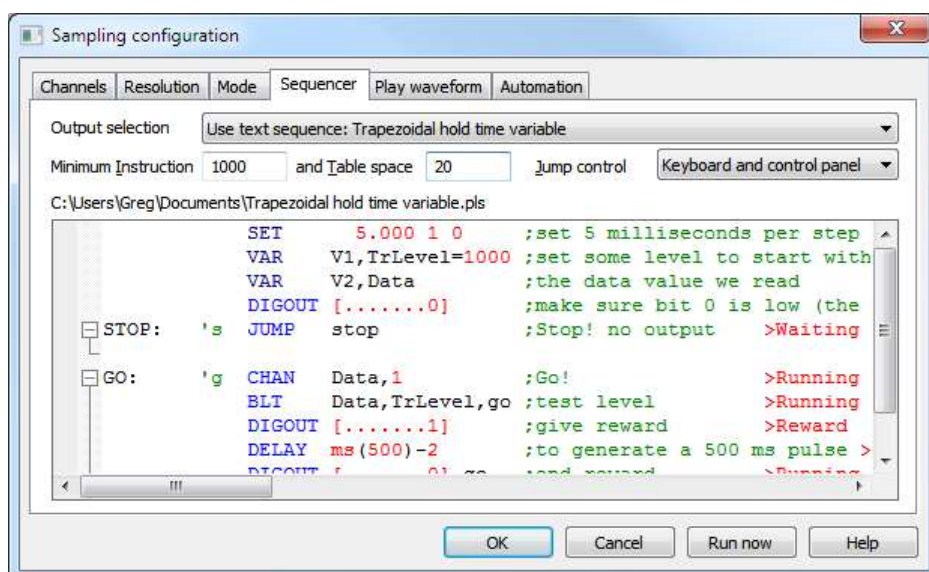 Sampling configuration
Channels Resolution Mode Sequencer Play waveform Automation
Output selection Use text sequence: Trapezoidal hold time variable
Minimum Instruction 1000 and Table space 20 Jump control Keyboard and control panel
C:\Users\Greg\Documents\Trapezoidal hold time variable.pls
SET 5.000 1 0 ;set 5 milliseconds per step
VAR V1,TrLevel=1000 ;set some level to start with
VAR V2,Data ;the data value we read
DIGOUT [.......0] ;make sure bit 0 is low (the
STOP: 's JUMP stop ;Stop! no output >Waiting
GO: 'g CHAN Data,1 ;Go! >Running
BLT Data,TrLevel,go ;test level >Running
DIGOUT [.......1] ;give reward >Reward
DELAY ms(500)-2 ;to generate a 500 ms pulse >
DIGOUT [.......0],go ;end reward >Running
OK Cancel Run now Help